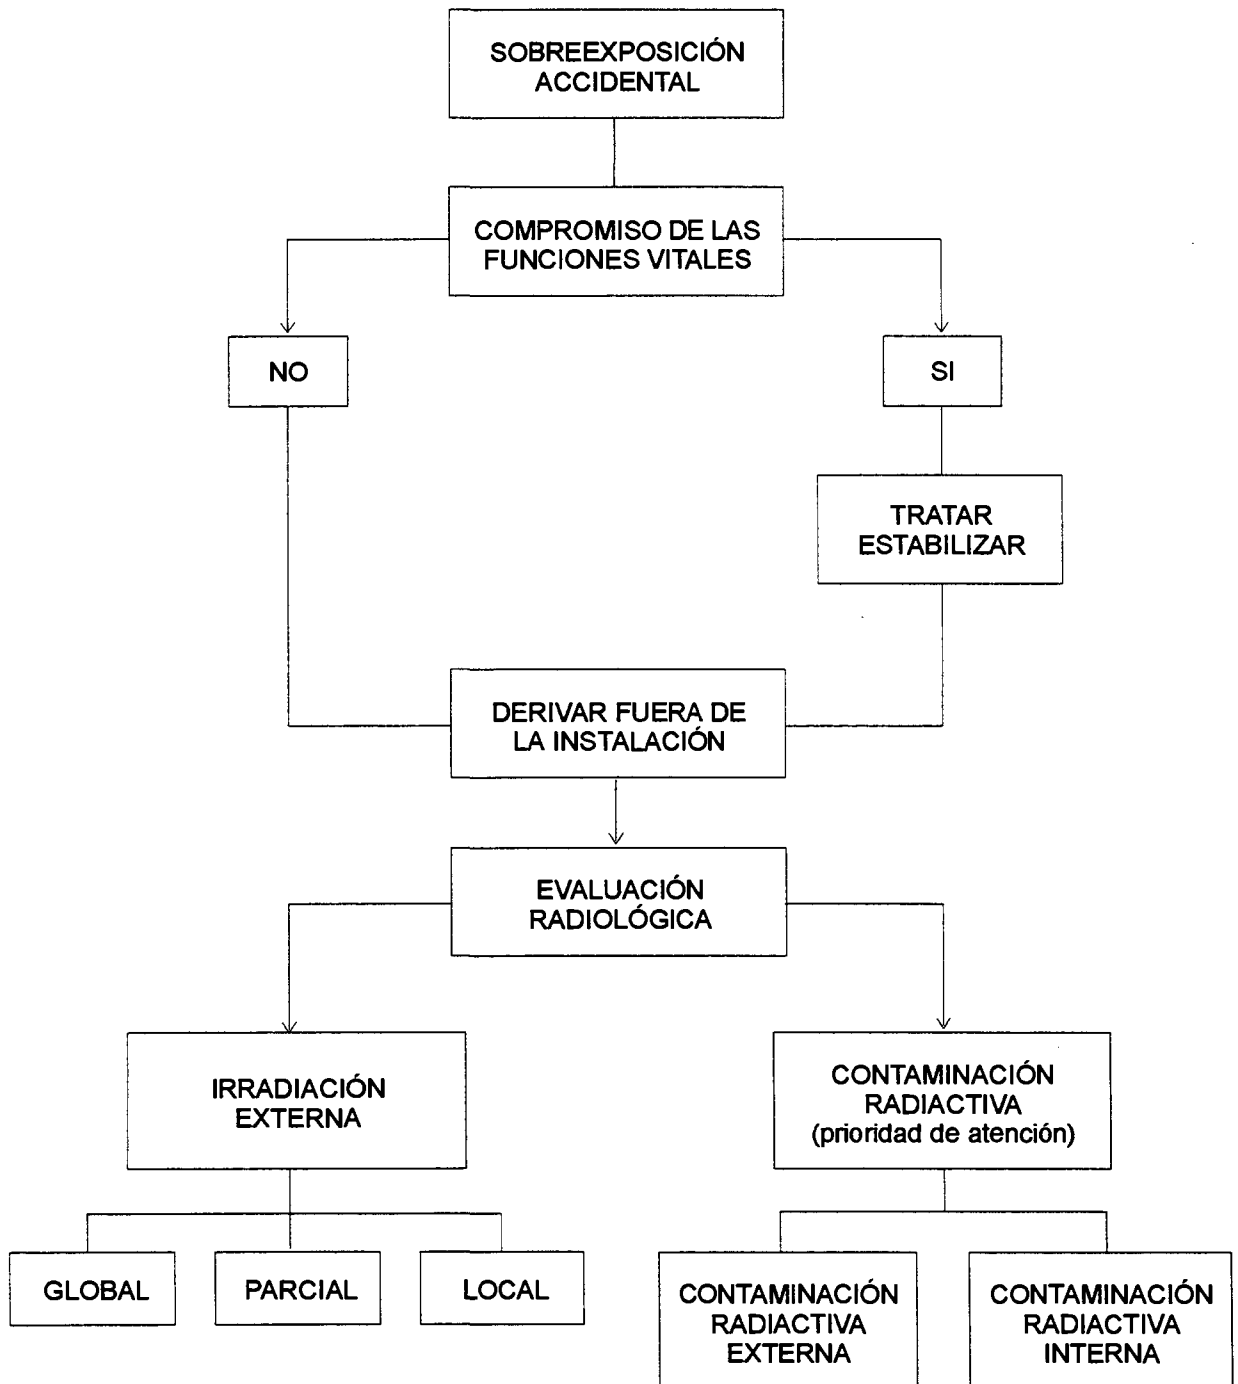 SOBREEXPOSICIÓN
ACCIDENTAL
COMPROMISO DE LAS
FUNCIONES VITALES
NO
SI
TRATAR
ESTABILIZAR
DERIVAR FUERA DE
LA INSTALACIÓN
EVALUACIÓN
RADIOLÓGICA
IRRADIACIÓN
EXTERNA
CONTAMINACIÓN
RADIACTIVA
(prioridad de atención)
GLOBAL
PARCIAL
LOCAL
CONTAMINACIÓN
RADIACTIVA
EXTERNA
CONTAMINACIÓN
RADIACTIVA
INTERNA